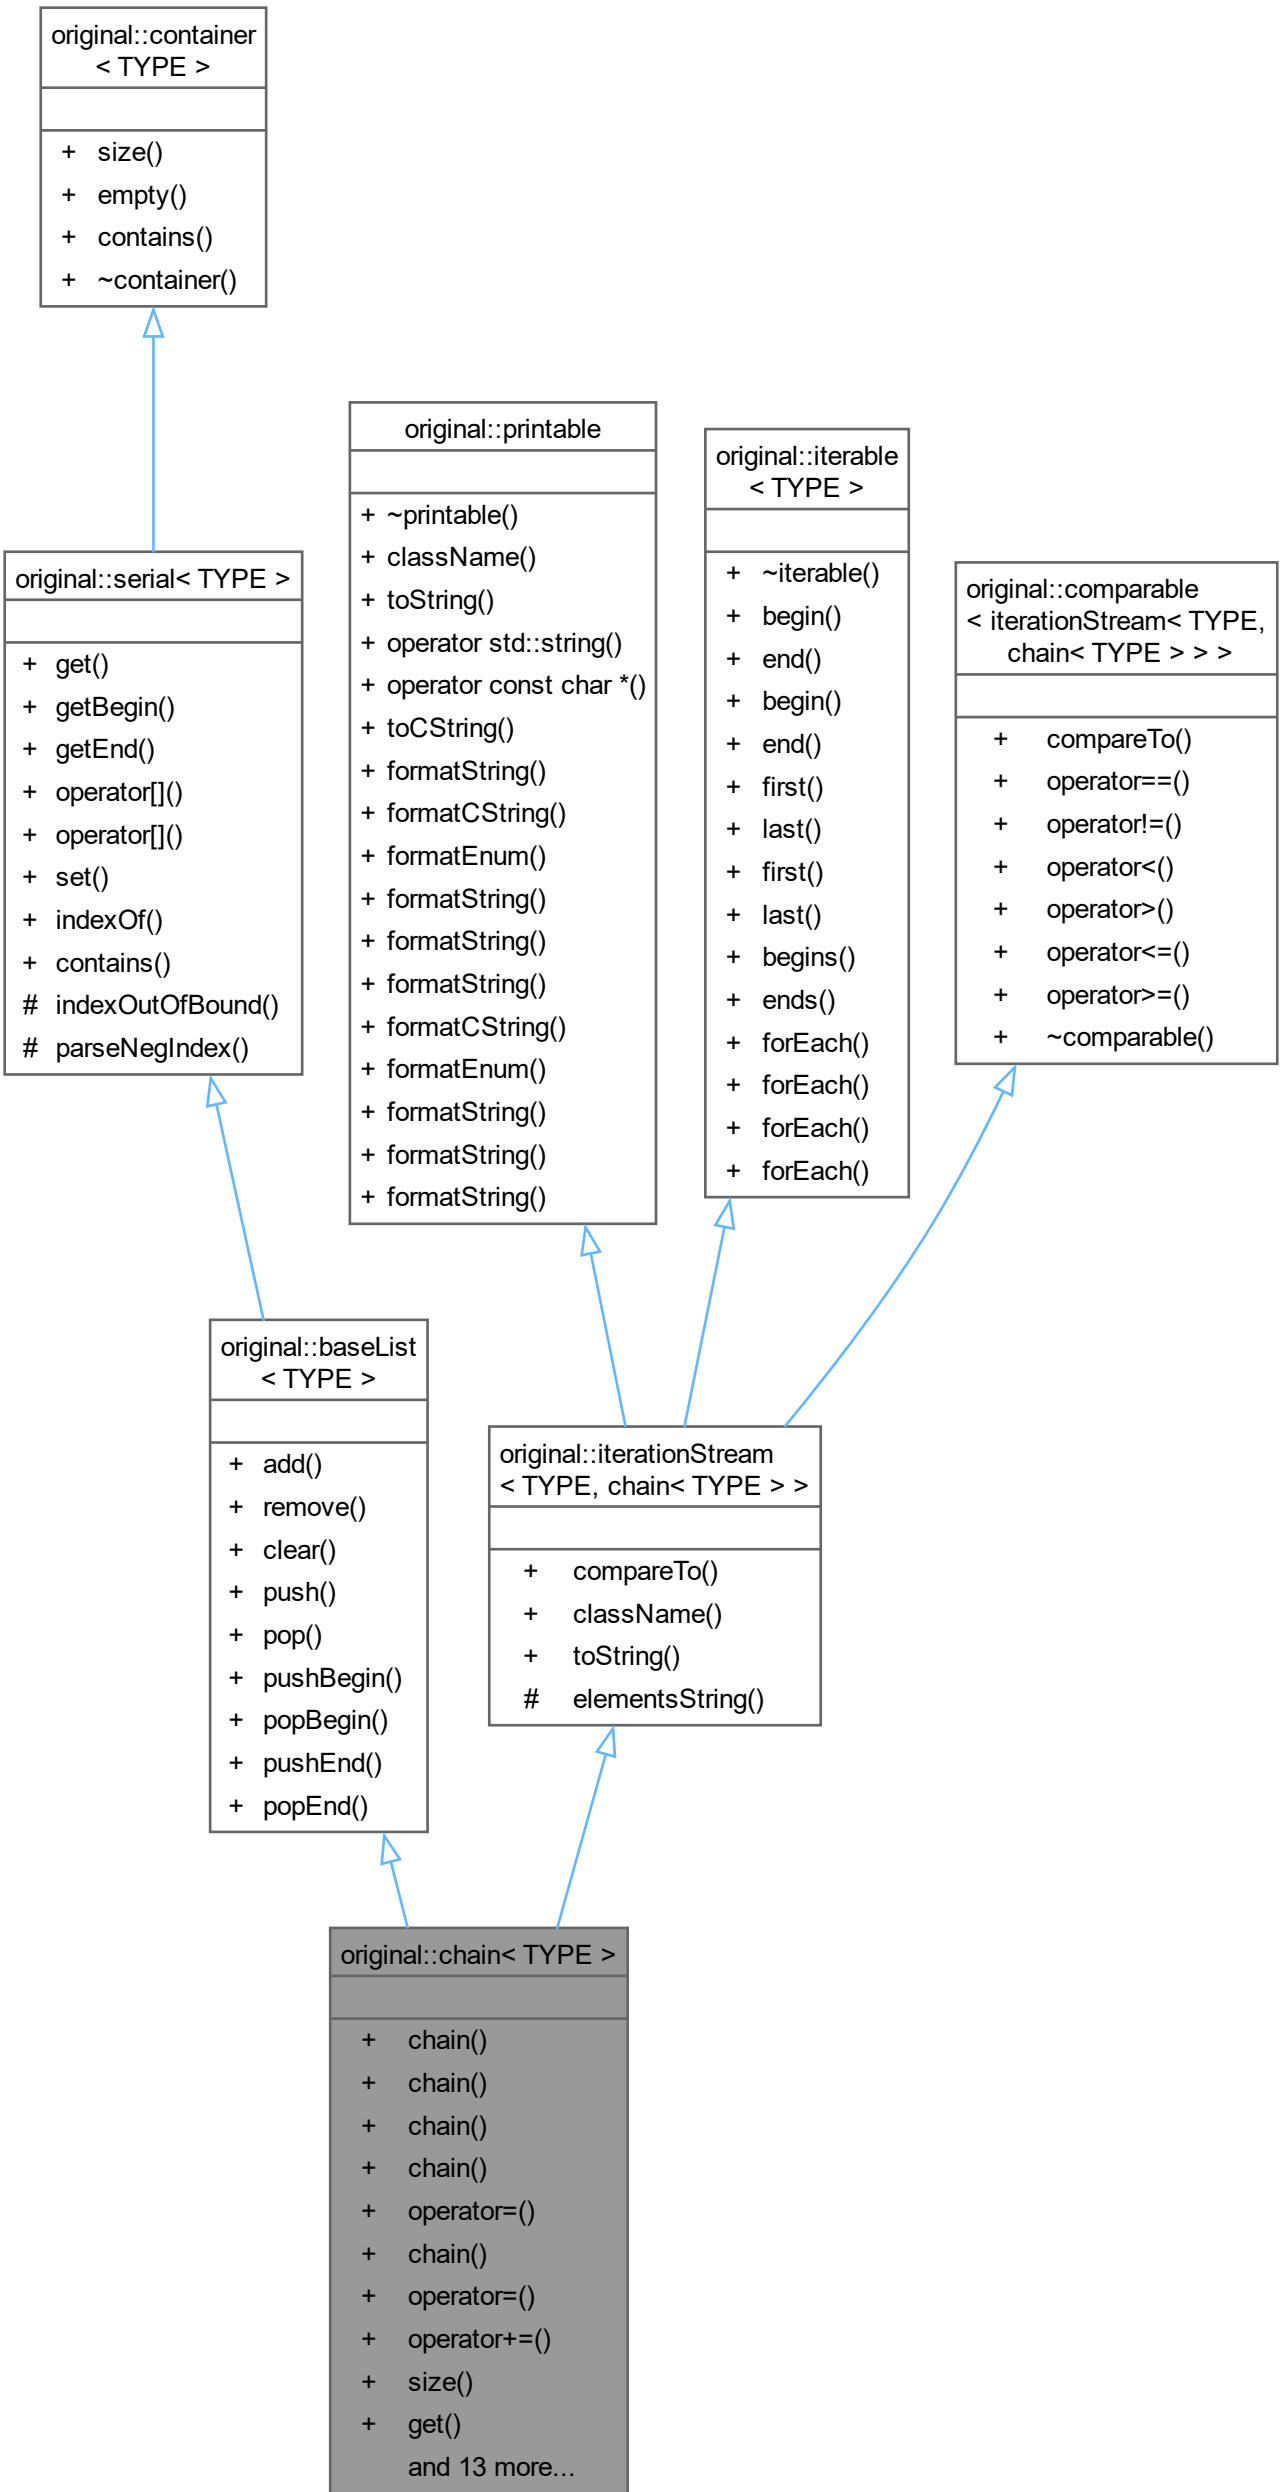 original::container
< TYPE >
+ size()
+ empty()
+ contains()
+ ~container()
original::serial< TYPE >
+ get()
+ getBegin()
+ getEnd()
+ operator[]()
+ operator[]()
+ set()
+ indexOf()
+ contains()
# indexOutOfBound()
# parseNegIndex()
original::printable
+ ~printable()
+ className()
+ toString()
+ operator std::string()
+ operator const char *()
+ toCString()
+ formatString()
+ formatCString()
+ formatEnum()
+ formatString()
+ formatString()
+ formatString()
+ formatCString()
+ formatEnum()
+ formatString()
+ formatString()
+ formatString()
original::iterable
< TYPE >
+ ~iterable()
+ begin()
+ end()
+ begin()
+ end()
+ first()
+ last()
+ first()
+ last()
+ begins()
+ ends()
+ forEach()
+ forEach()
+ forEach()
+ forEach()
original::comparable
< iterationStream< TYPE,
chain< TYPE > > >
+ compareTo()
+ operator==()
+ operator!=()
+ operator<()
+ operator>()
+ operator<=()
+ operator>=()
+ ~comparable()
original::baseList
< TYPE >
+ add()
+ remove()
+ clear()
+ push()
+ pop()
+ pushBegin()
+ popBegin()
+ pushEnd()
+ popEnd()
original::iterationStream
< TYPE, chain< TYPE > >
+ compareTo()
+ className()
+ toString()
# elementsString()
original::chain< TYPE >
+ chain()
+ chain()
+ chain()
+ chain()
+ operator=()
+ chain()
+ operator=()
+ operator+=()
+ size()
+ get()
and 13 more...